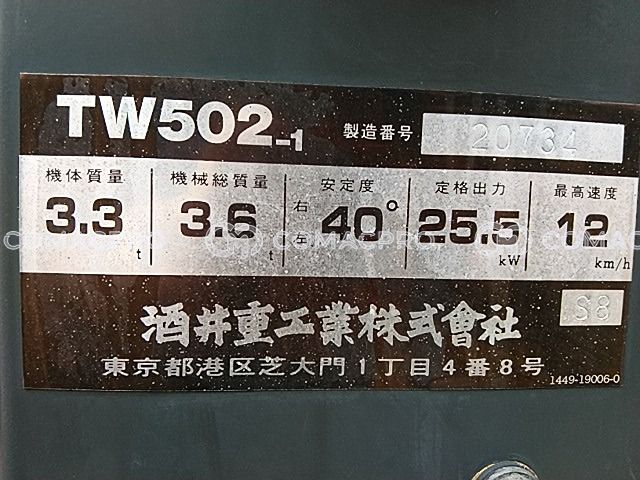 TW502-1 製造番号 20734
機体質量 機械総質量 安定度 定格出力 最高速度
3.3 t 3.6 t 右左 40° 25.5 kW 12 km/h
S8
酒井重工業株式會社
東京都港区芝大門1丁目4番8号
1449-19006-0
COMACPRO COMACPRO COMACPRO